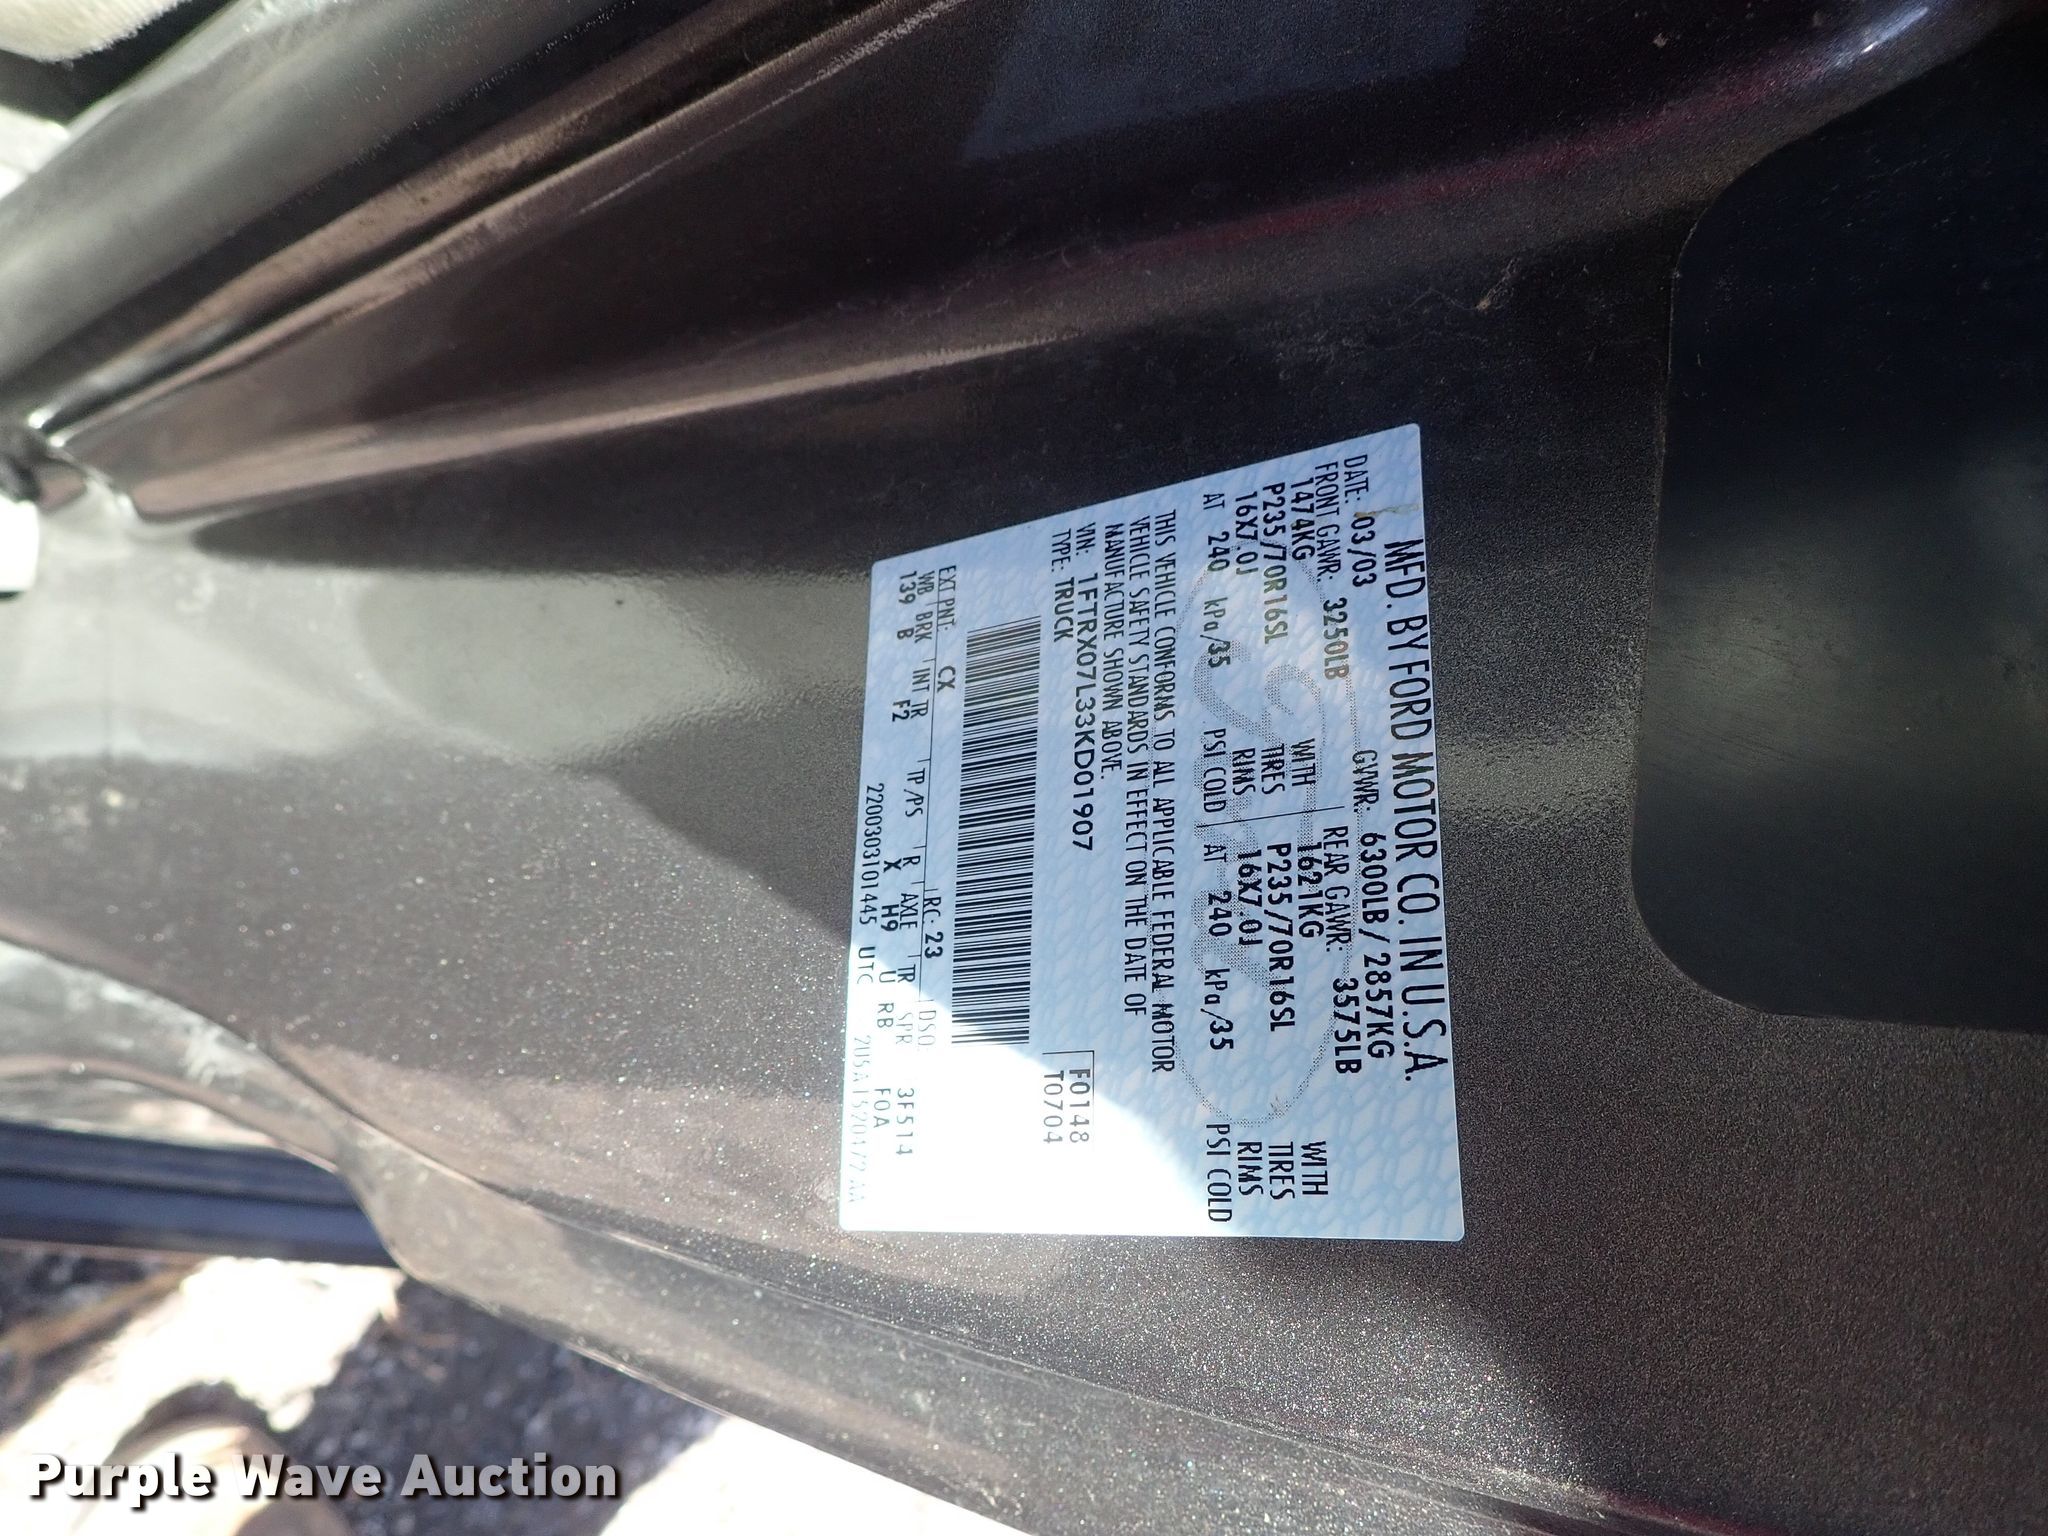 MFD. BY FORD MOTOR CO. IN U.S.A.
DATE: 03/03 GVWR: 6300LB / 2857KG
FRONT GAWR: 3250LB REAR GAWR: 3575LB
1474KG WITH 1621KG WITH
P235/70R16SL TIRES P235/70R16SL TIRES
16X7.0J RIMS 16X7.0J RIMS
AT 240 kPa/35 PSI COLD AT 240 kPa/35 PSI COLD
THIS VEHICLE CONFORMS TO ALL APPLICABLE FEDERAL MOTOR
VEHICLE SAFETY STANDARDS IN EFFECT ON THE DATE OF
MANUFACTURE SHOWN ABOVE.
VIN: 1FTRX07L33KD01907 F0148
TYPE: TRUCK T0704
EXT PNT: CX RC: 23 DSO:
WB BRK INT TR TP/PS R AXLE TR SPR 3F514
139 B F2 X H9 U RB F0A
2200303101445 UTC
Purple Wave Auction